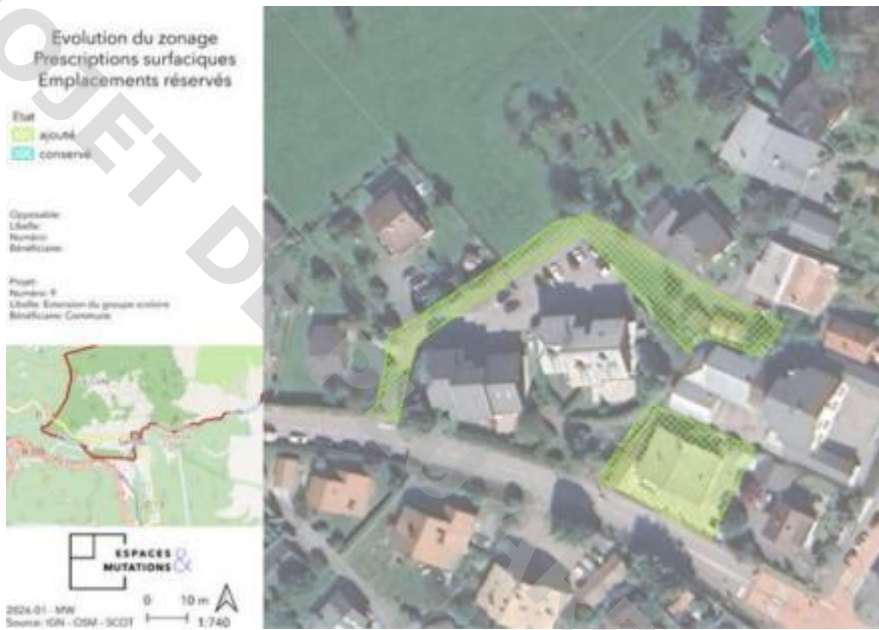 Evolution du zonage
Prescriptions surfaciques
Emplacements réservés
Etat
ajouté
conservé
Opposable:
Libelle:
Numéro:
Bénéficiaire:
Projet:
Numéro: 9
Libelle: Extension du groupe scolaire
Bénéficiaire: Commune
ESPACES &
MUTATIONS
0 10 m
2026-01 - MW
Source: IGN - OSM - SCOT 1:740